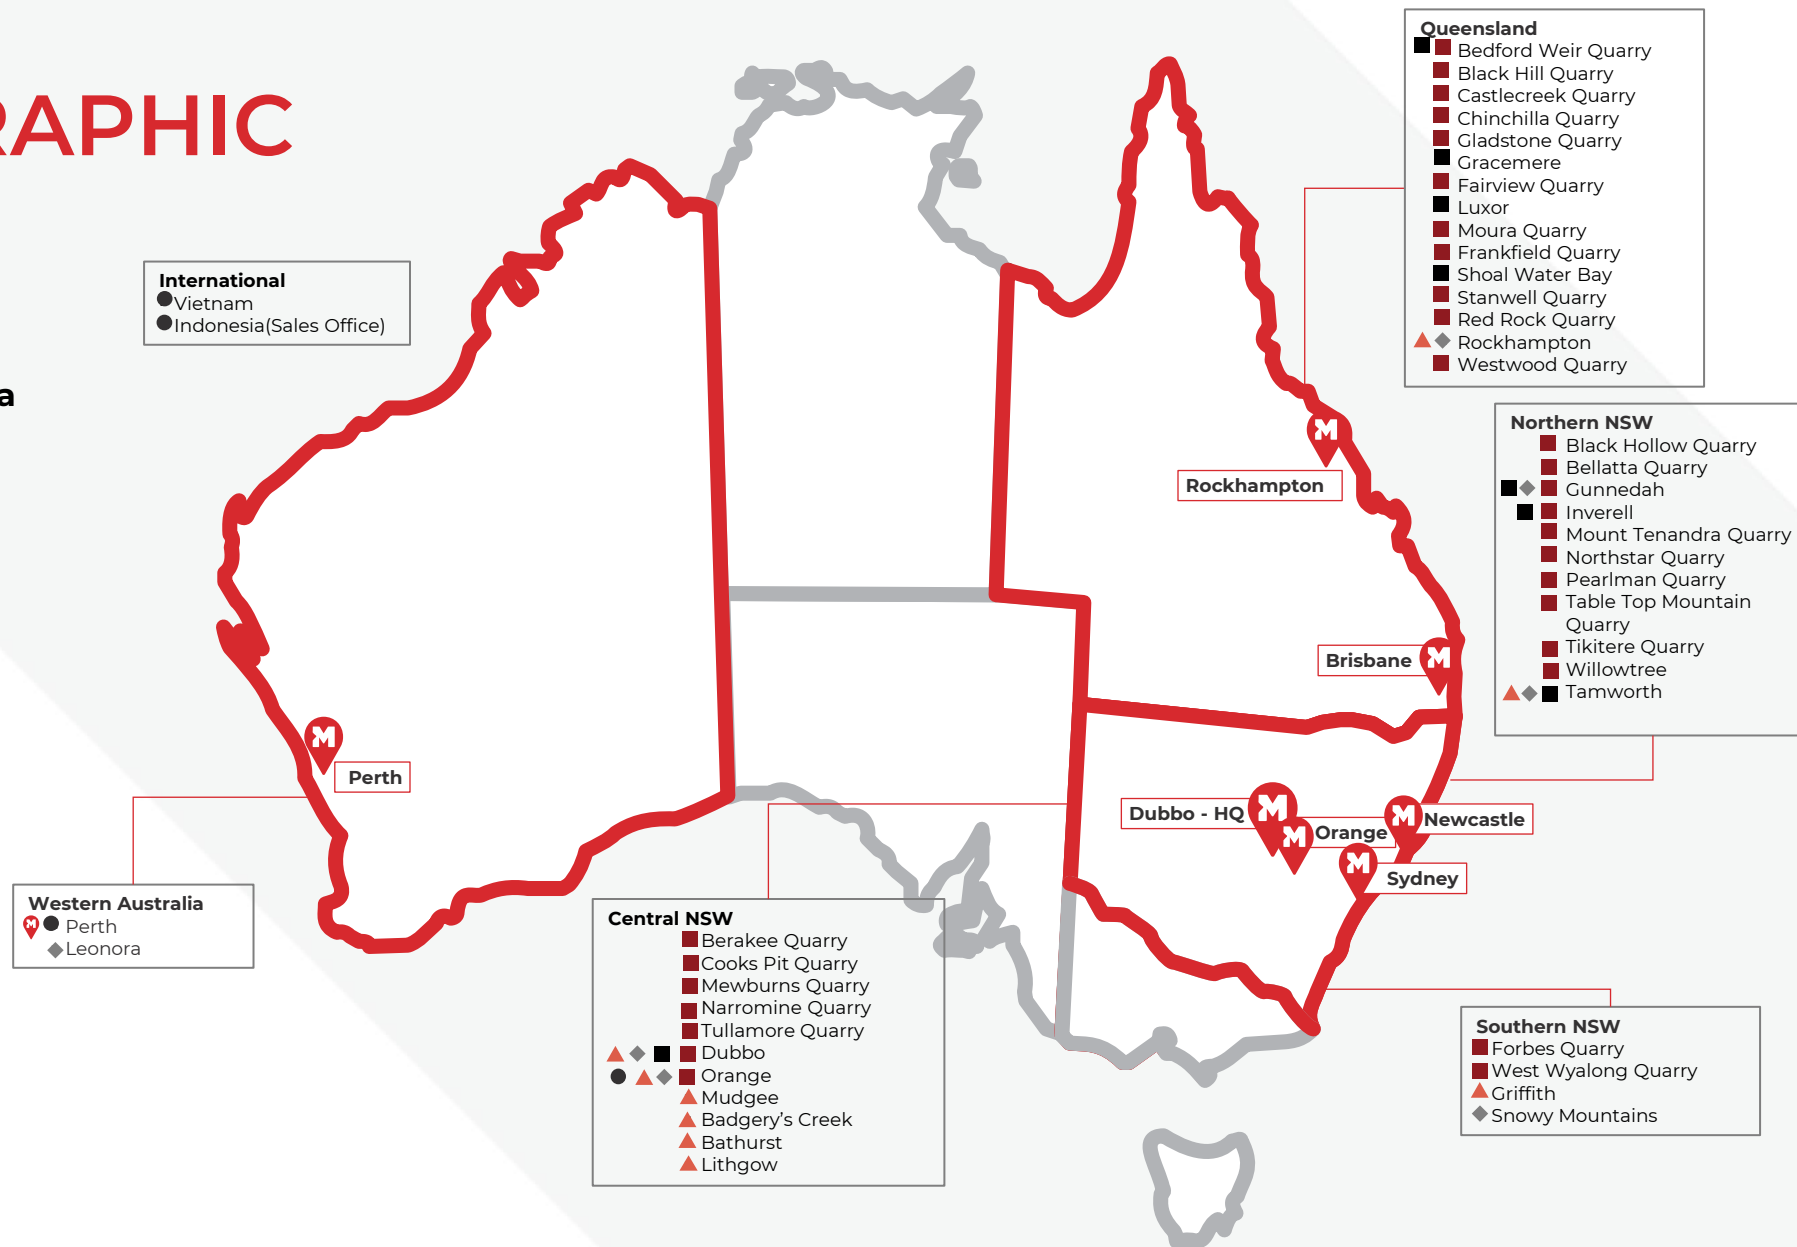 RAPHIC
a
International
Vietnam
Indonesia(Sales Office)
Queensland
Bedford Weir Quarry
Black Hill Quarry
Castlecreek Quarry
Chinchilla Quarry
Gladstone Quarry
Gracemere
Fairview Quarry
Luxor
Moura Quarry
Frankfield Quarry
Shoal Water Bay
Stanwell Quarry
Red Rock Quarry
Rockhampton
Westwood Quarry
Northern NSW
Black Hollow Quarry
Bellatta Quarry
Gunnedah
Inverell
Mount Tenandra Quarry
Northstar Quarry
Pearlman Quarry
Table Top Mountain
Quarry
Tikitere Quarry
Willowtree
Tamworth
M
Rockhampton
Brisbane M
M
Perth
Dubbo - HQ M
M Orange
M Newcastle
M
Sydney
Western Australia
M Perth
Leonora
Central NSW
Berakee Quarry
Cooks Pit Quarry
Mewburns Quarry
Narromine Quarry
Tullamore Quarry
Dubbo
Orange
Mudgee
Badgery's Creek
Bathurst
Lithgow
Southern NSW
Forbes Quarry
West Wyalong Quarry
Griffith
Snowy Mountains